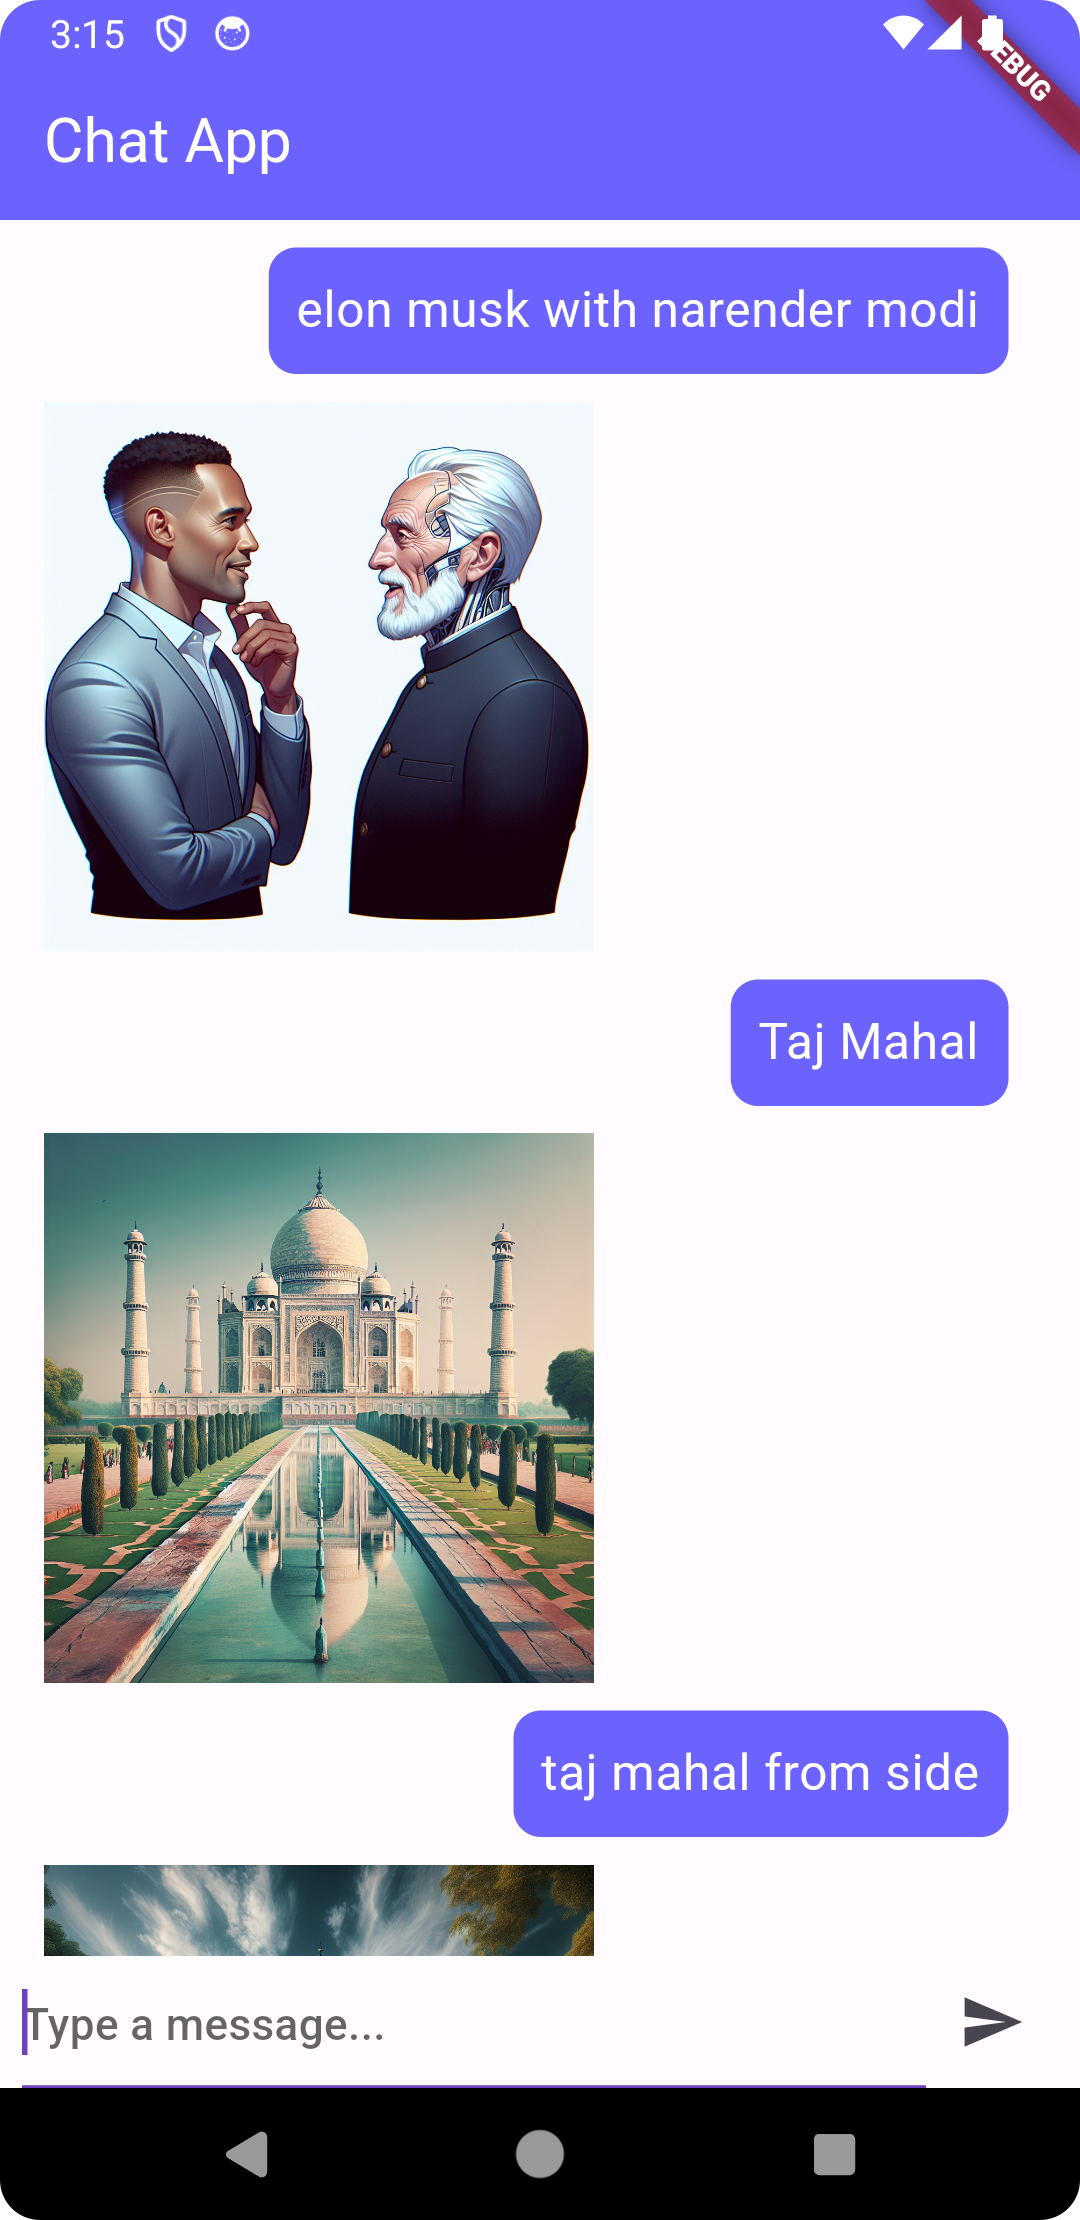 3:15
DEBUG
Chat App
elon musk with narender modi
Taj Mahal
taj mahal from side
Type a message...